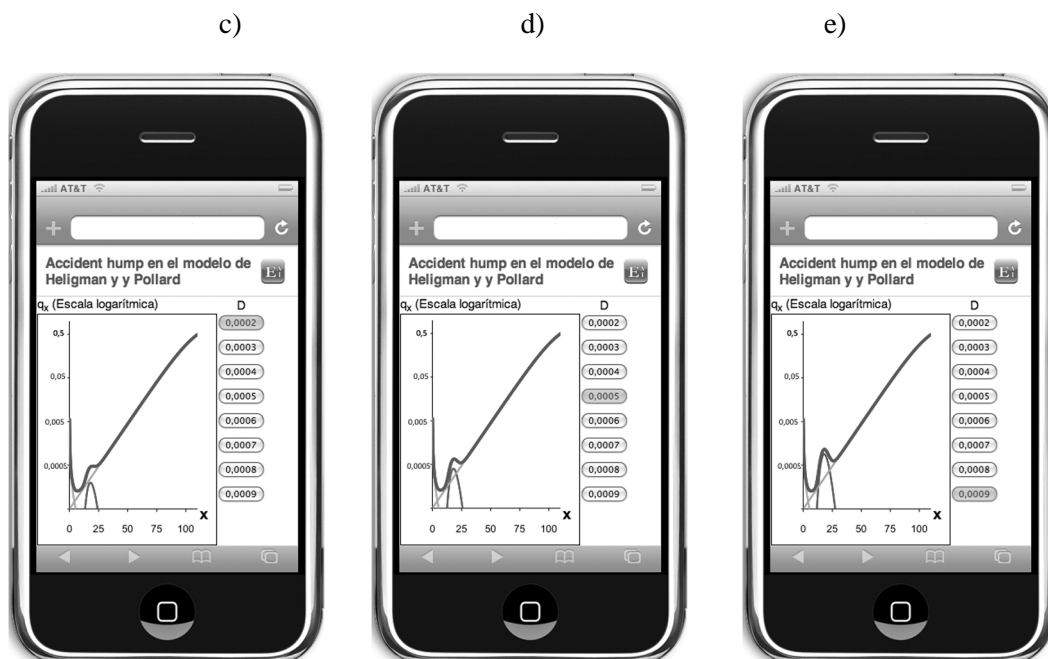 c)
d)
e)
AT&T
Accident hump en el modelo de
Heligman y y Pollard
qx (Escala logarítmica)
D
0,5
0,05
0,005
0,0005
0 25 50 75 100
x
0,0002
0,0003
0,0004
0,0005
0,0006
0,0007
0,0008
0,0009
AT&T
Accident hump en el modelo de
Heligman y y Pollard
qx (Escala logarítmica)
D
0,5
0,05
0,005
0,0005
0 25 50 75 100
x
0,0002
0,0003
0,0004
0,0005
0,0006
0,0007
0,0008
0,0009
AT&T
Accident hump en el modelo de
Heligman y y Pollard
qx (Escala logarítmica)
D
0,5
0,05
0,005
0,0005
0 25 50 75 100
x
0,0002
0,0003
0,0004
0,0005
0,0006
0,0007
0,0008
0,0009